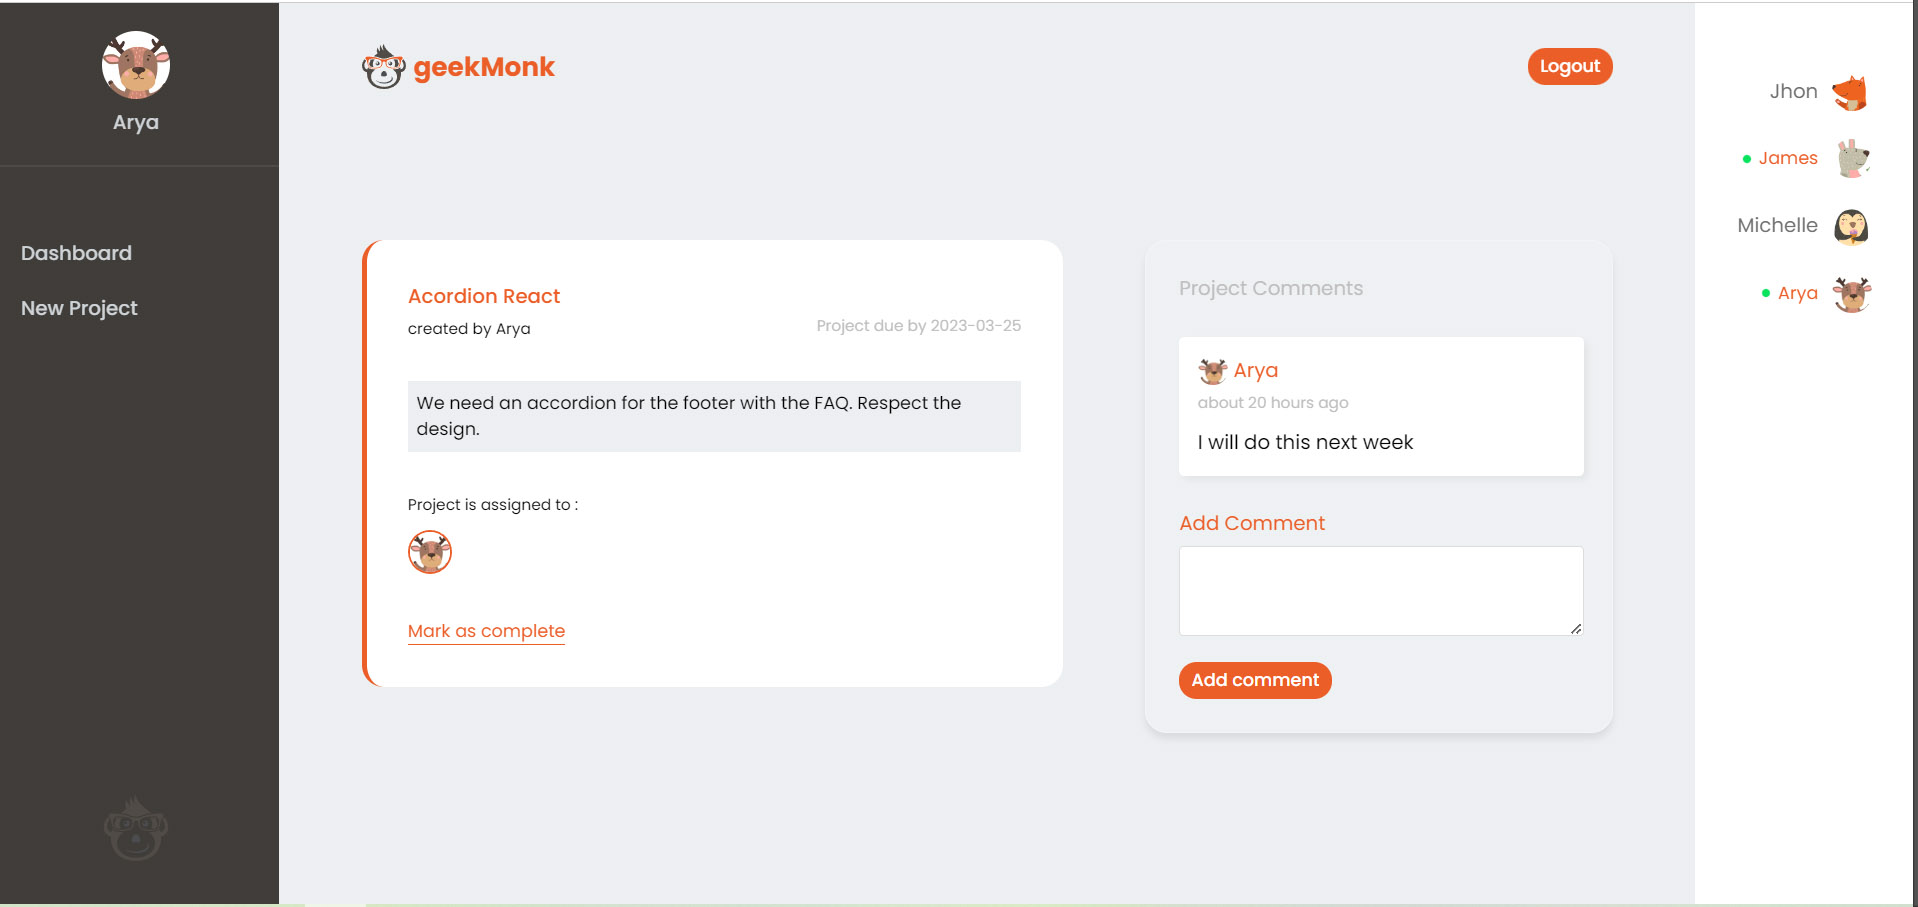 Arya
Dashboard
New Project
geekMonk
Logout
Acordion React
created by Arya
Project due by 2023-03-25
We need an accordion for the footer with the FAQ. Respect the
design.
Project is assigned to :
Mark as complete
Project Comments
Arya
about 20 hours ago
I will do this next week
Add Comment
Add comment
Jhon
James
Michelle
Arya